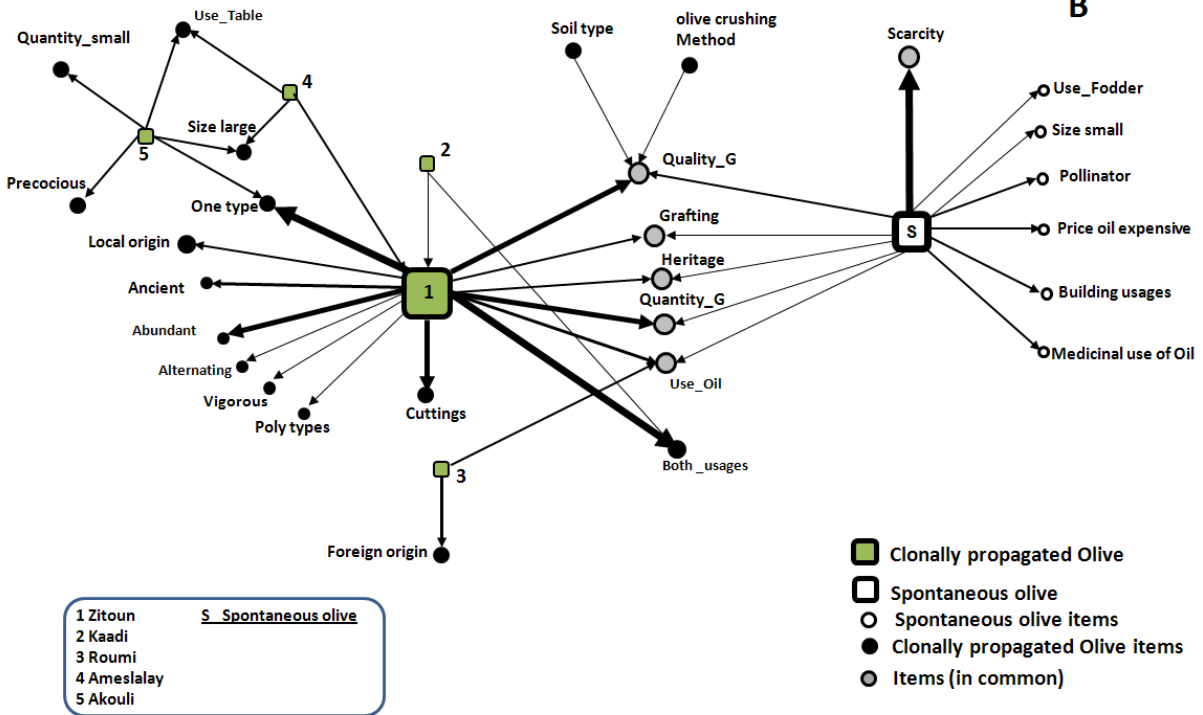 B
Use_Table
Quantity_small
4
Size large
5
Precocious
One type
Local origin
Ancient
Abundant
Alternating
Vigorous
Poly types
2
1
Cuttings
3
Foreign origin
Soil type
olive crushing
Method
Quality_G
Grafting
Heritage
Quantity_G
Use_Oil
Both _usages
Scarcity
S
Use_Fodder
Size small
Pollinator
Price oil expensive
Building usages
Medicinal use of Oil
1 Zitoun S Spontaneous olive
2 Kaadi
3 Roumi
4 Ameslalay
5 Akouli
Clonally propagated Olive
Spontaneous olive
Spontaneous olive items
Clonally propagated Olive items
Items (in common)